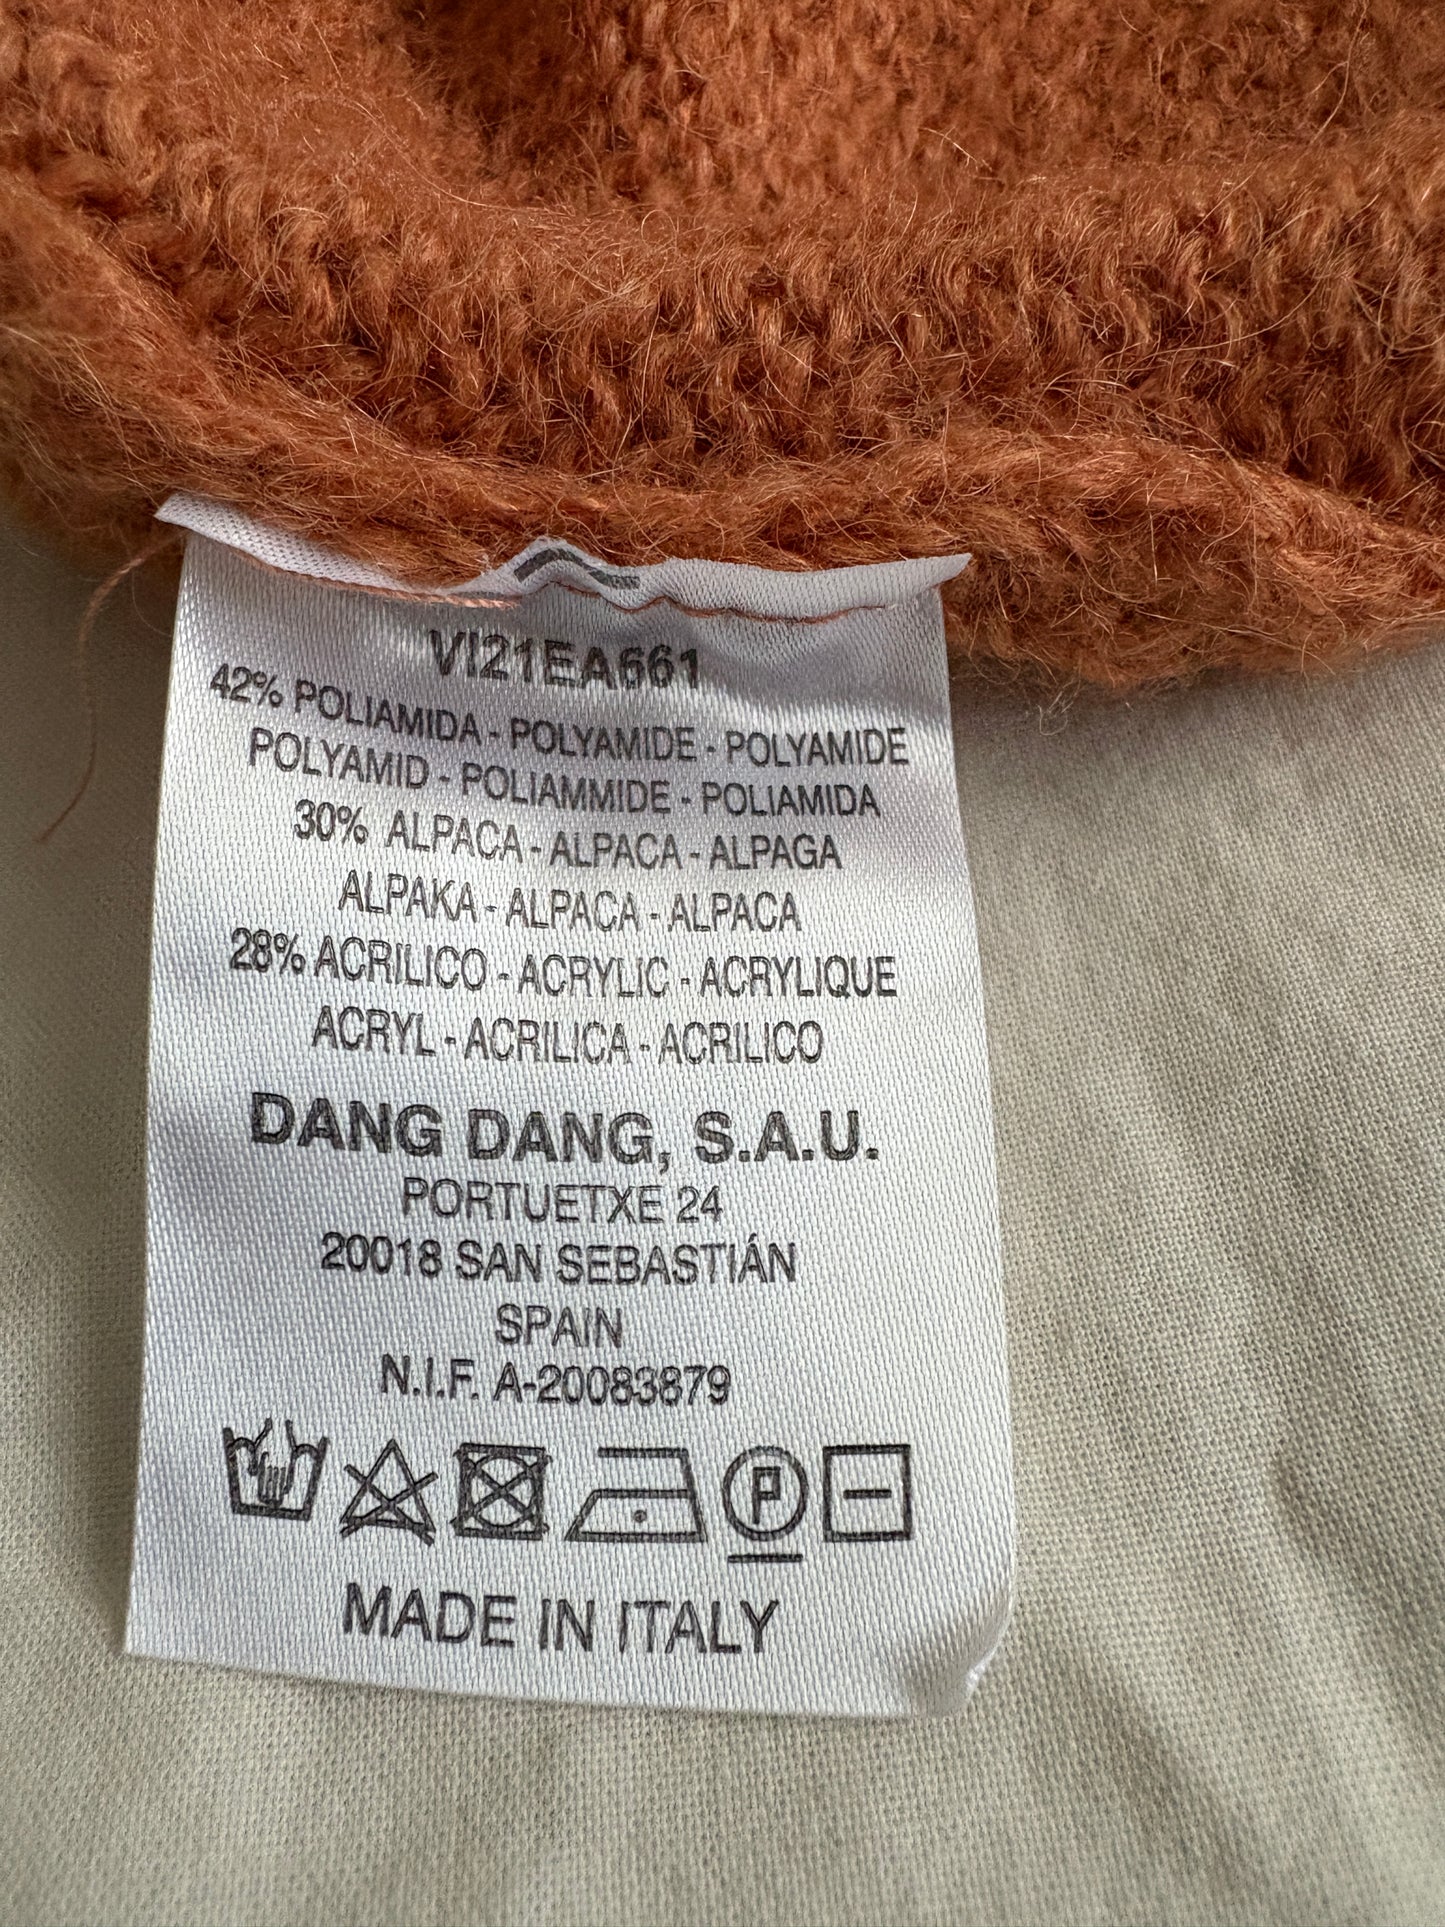 VI21EA661
42% POLIAMIDA - POLYAMIDE - POLYAMIDE
POLYAMID - POLIAMMIDE - POLIAMIDA
30% ALPACA - ALPACA - ALPAGA
ALPAKA - ALPACA - ALPACA
28% ACRILICO - ACRYLIC - ACRYLIQUE
ACRYL - ACRILICA - ACRILICO
DANG DANG, S.A.U.
PORTUETXE 24
20018 SAN SEBASTIÁN
SPAIN
N.I.F. A-20083879
P
MADE IN ITALY